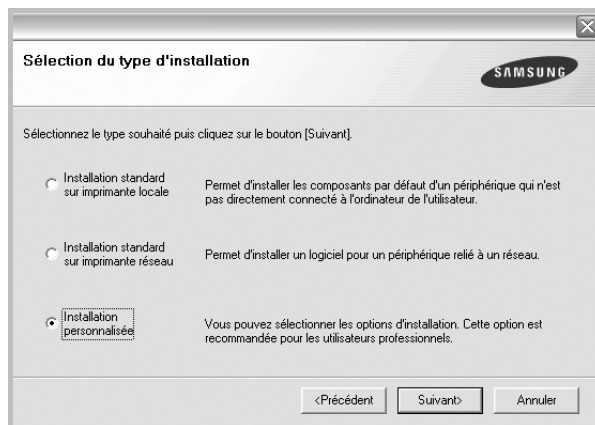 Sélection du type d'installation
SAMSUNG
Sélectionnez le type souhaité puis cliquez sur le bouton [Suivant].
Installation standard
sur imprimante locale
Permet d'installer les composants par défaut d'un périphérique qui n'est
pas directement connecté à l'ordinateur de l'utilisateur.
Installation standard
sur imprimante réseau
Permet d'installer un logiciel pour un périphérique relié à un réseau.
Installation
personnalisée
Vous pouvez sélectionner les options d'installation. Cette option est
recommandée pour les utilisateurs professionnels.
<Précédent
Suivant>
Annuler